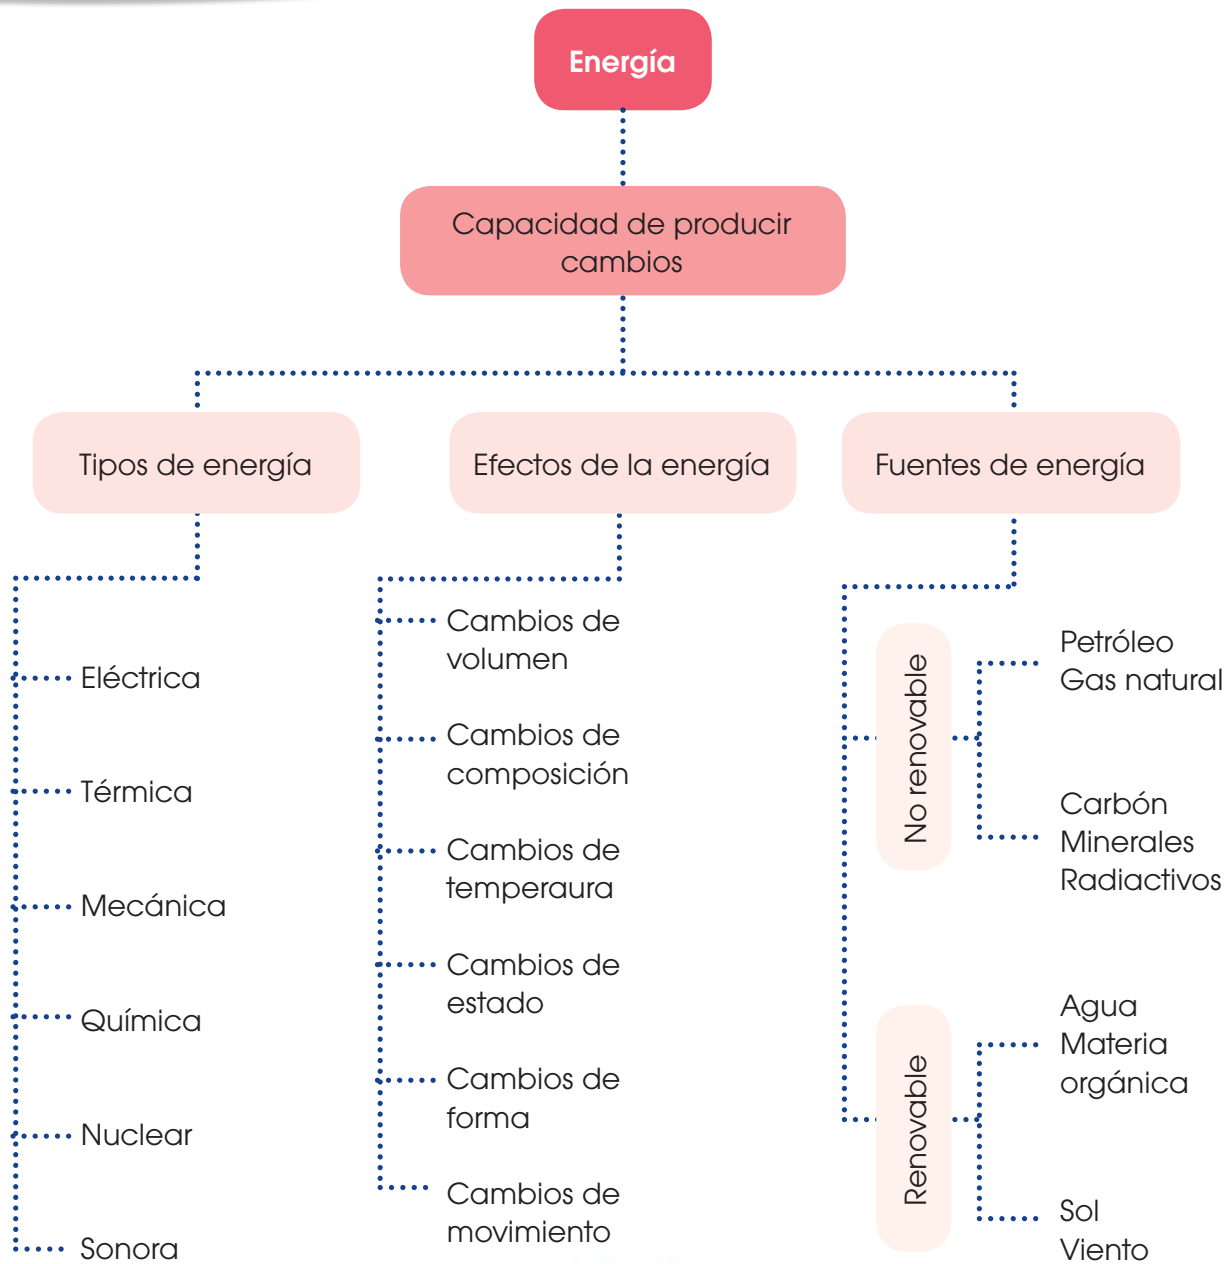 Energía
Capacidad de producir
cambios
Tipos de energía
Eléctrica
Térmica
Mecánica
Química
Nuclear
Sonora
Efectos de la energía
Cambios de
volumen
Cambios de
composición
Cambios de
temperaura
Cambios de
estado
Cambios de
forma
Cambios de
movimiento
Fuentes de energía
No renovable
Petróleo
Gas natural
Carbón
Minerales
Radiactivos
Renovable
Agua
Materia
orgánica
Sol
Viento